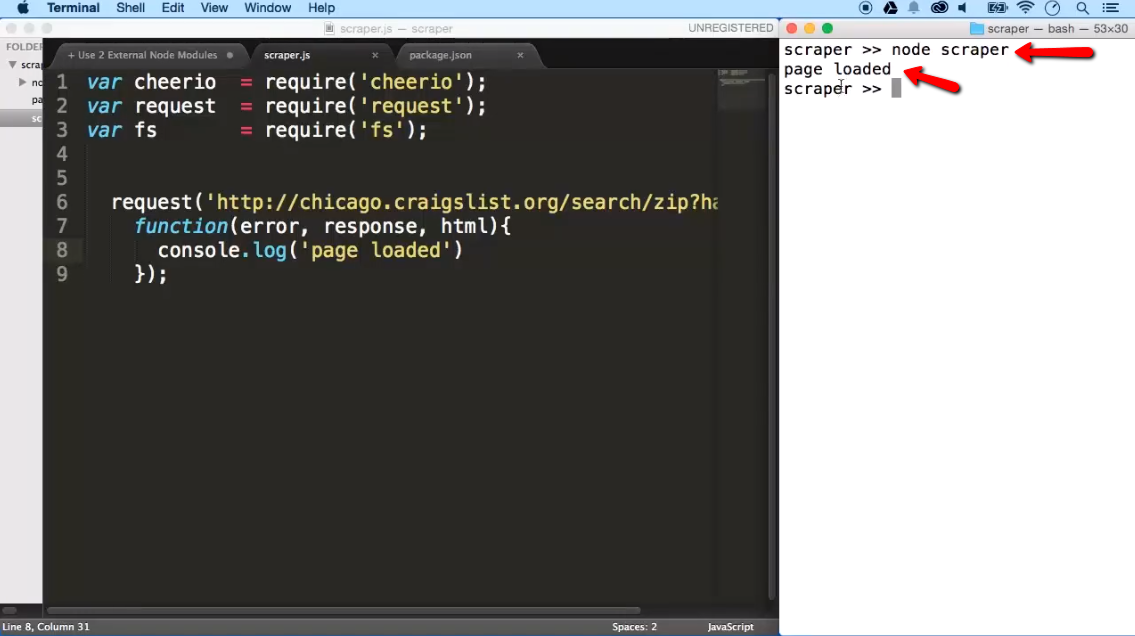 Terminal Shell Edit View Window Help
scraper.js — scraper UNREGISTERED
FOLDER
+ Use 2 External Node Modules
scraper.js
package.json
scra
no
pa
sc
1 var cheerio = require('cheerio');
2 var request = require('request');
3 var fs = require('fs');
4
5
6 request('http://chicago.craigslist.org/search/zip?ha
7 function(error, response, html){
8 console.log('page loaded')
9 });
Line 8, Column 31 Spaces: 2 JavaScript
scraper — bash — 53×30
scraper >> node scraper
page loaded
scraper >>